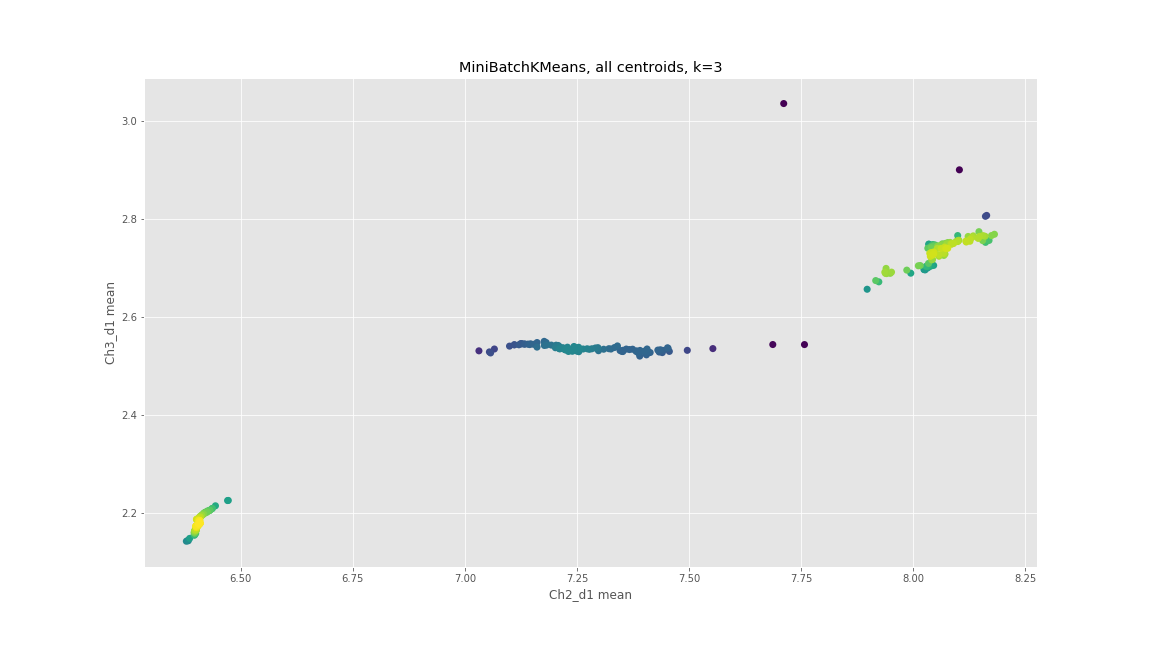 MiniBatchKMeans, all centroids, k=3
3.0
2.8
2.6
2.4
2.2
Ch3_d1 mean
6.50 6.75 7.00 7.25 7.50 7.75 8.00 8.25
Ch2_d1 mean